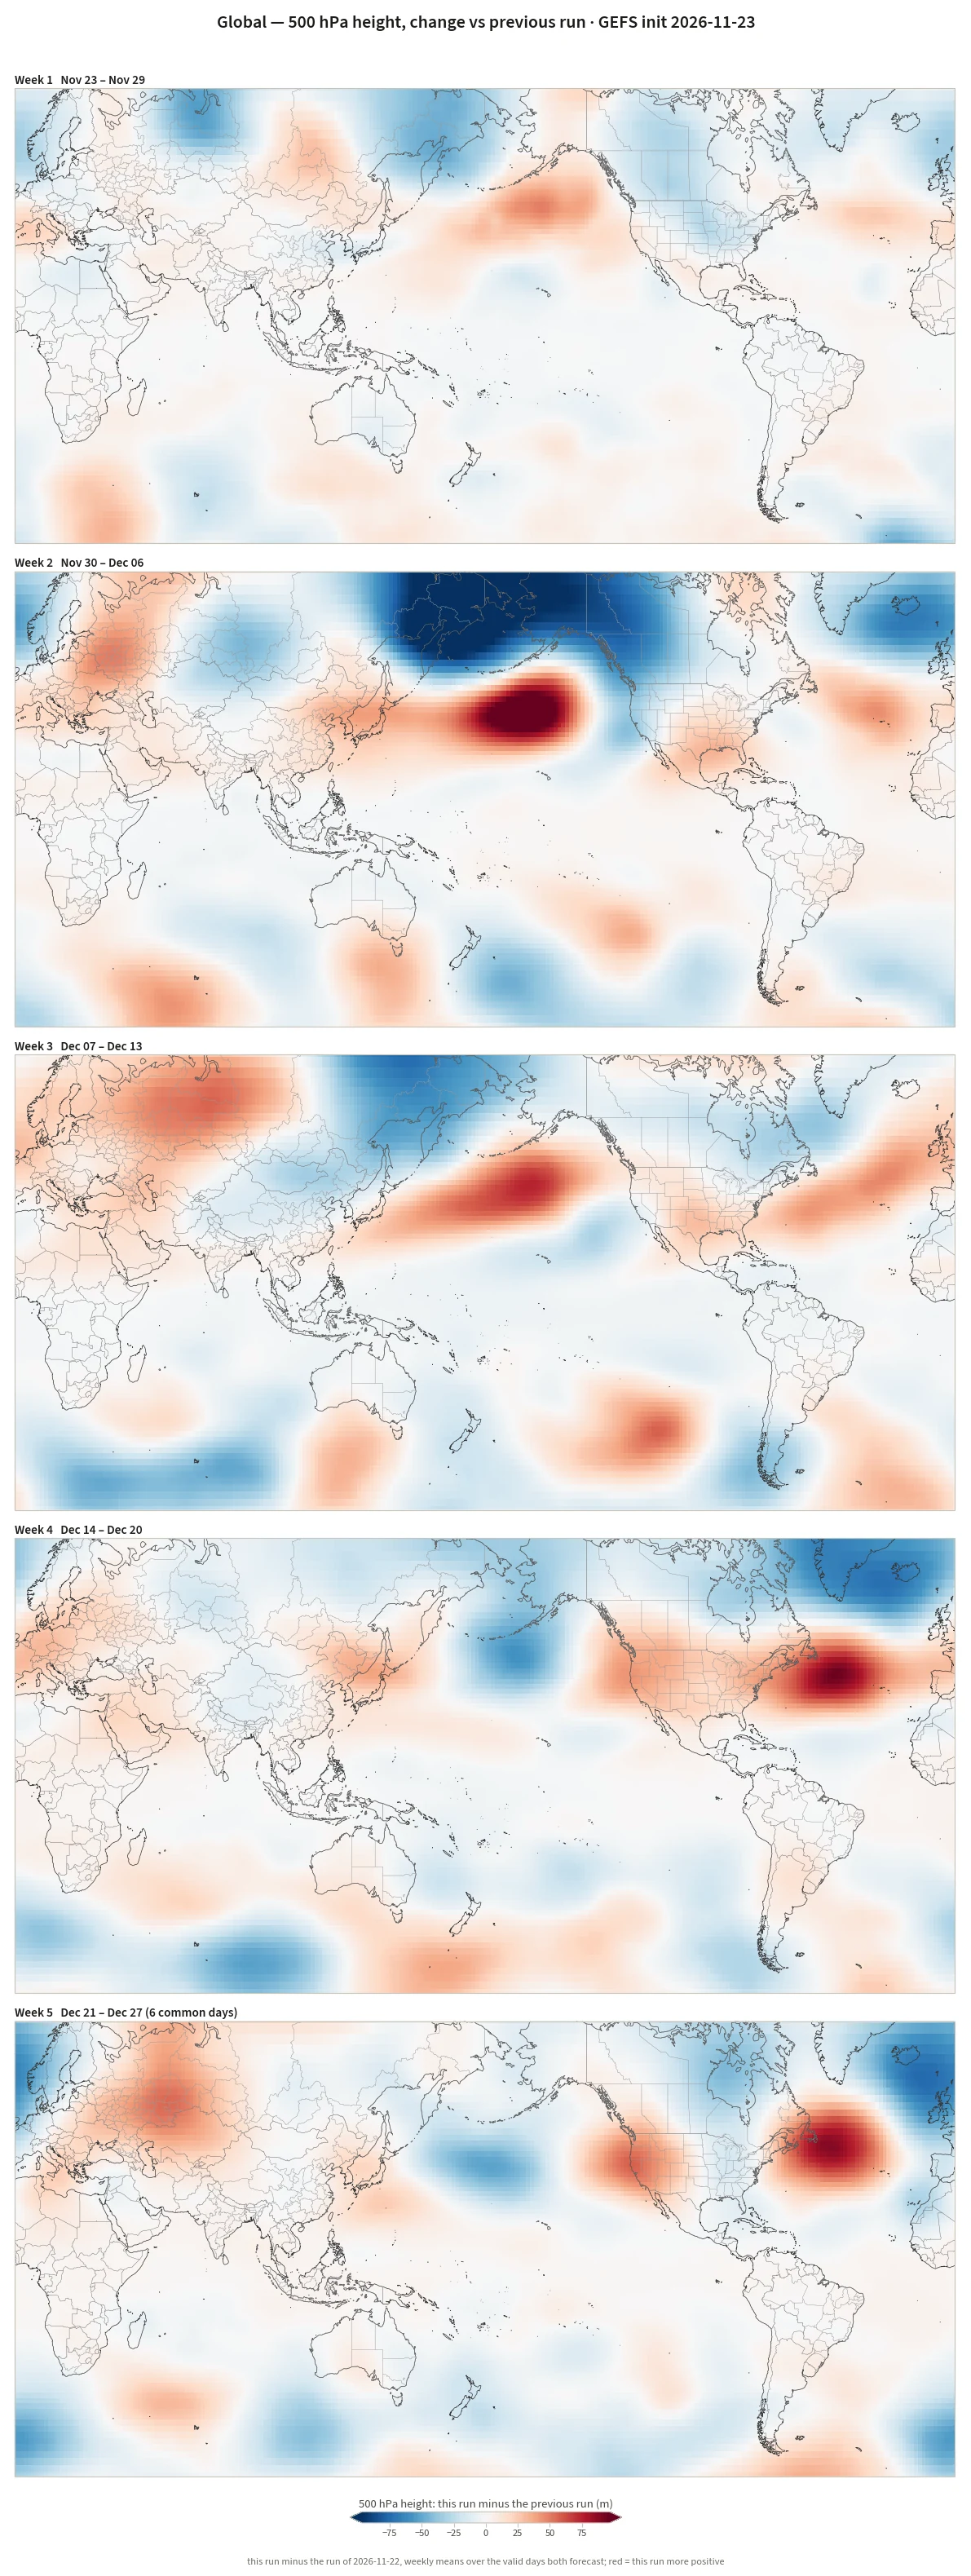 Global — 500 hPa height, change vs previous run · GEFS init 2026-11-23
Week 1 Nov 23 – Nov 29
Week 2 Nov 30 – Dec 06
Week 3 Dec 07 – Dec 13
Week 4 Dec 14 – Dec 20
Week 5 Dec 21 – Dec 27 (6 common days)
500 hPa height: this run minus the previous run (m)
−75 −50 −25 0 25 50 75
this run minus the run of 2026-11-22, weekly means over the valid days both forecast; red = this run more positive